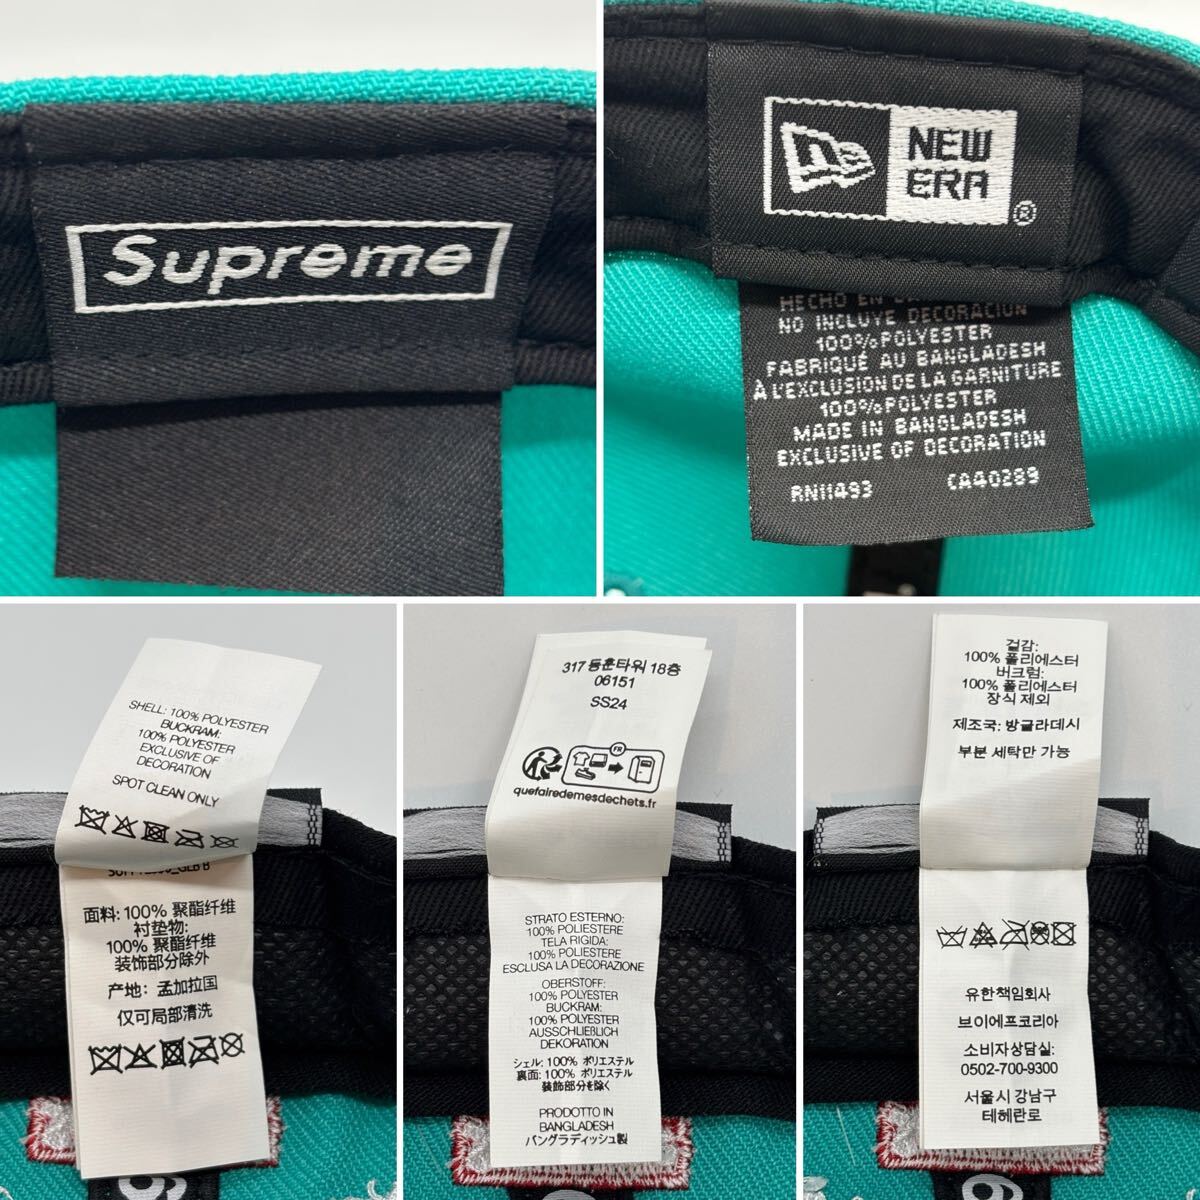 Supreme
NEW
ERA
®
HECHO EN
NO INCLUYE DECORACION
100% POLYESTER
FABRIQUÉ AU BANGLADESH
À L'EXCLUSION DE LA GARNITURE
100% POLYESTER
MADE IN BANGLADESH
EXCLUSIVE OF DECORATION
RN11493 CA40289
SHELL: 100% POLYESTER
BUCKRAM:
100% POLYESTER
EXCLUSIVE OF
DECORATION
SPOT CLEAN ONLY
面料: 100% 聚酯纤维
衬垫物:
100% 聚酯纤维
装饰部分除外
产地: 孟加拉国
仅可局部清洗
317 동훈타워 18층
06151
SS24
FR
quefairedemesdechets.fr
STRATO ESTERNO:
100% POLIESTERE
TELA RIGIDA:
100% POLIESTERE
ESCLUSA LA DECORAZIONE
OBERSTOFF:
100% POLYESTER
BUCKRAM:
100% POLYESTER
AUSSCHLIEßLICH
DEKORATION
シェル: 100% ポリエステル
裏面: 100% ポリエステル
装飾部分を除く
PRODOTTO IN
BANGLADESH
バングラディッシュ製
겉감:
100% 폴리에스터
버크럼:
100% 폴리에스터
장식 제외
제조국: 방글라데시
부분 세탁만 가능
유한책임회사
브이에프코리아
소비자상담실:
0502-700-9300
서울시 강남구
테헤란로